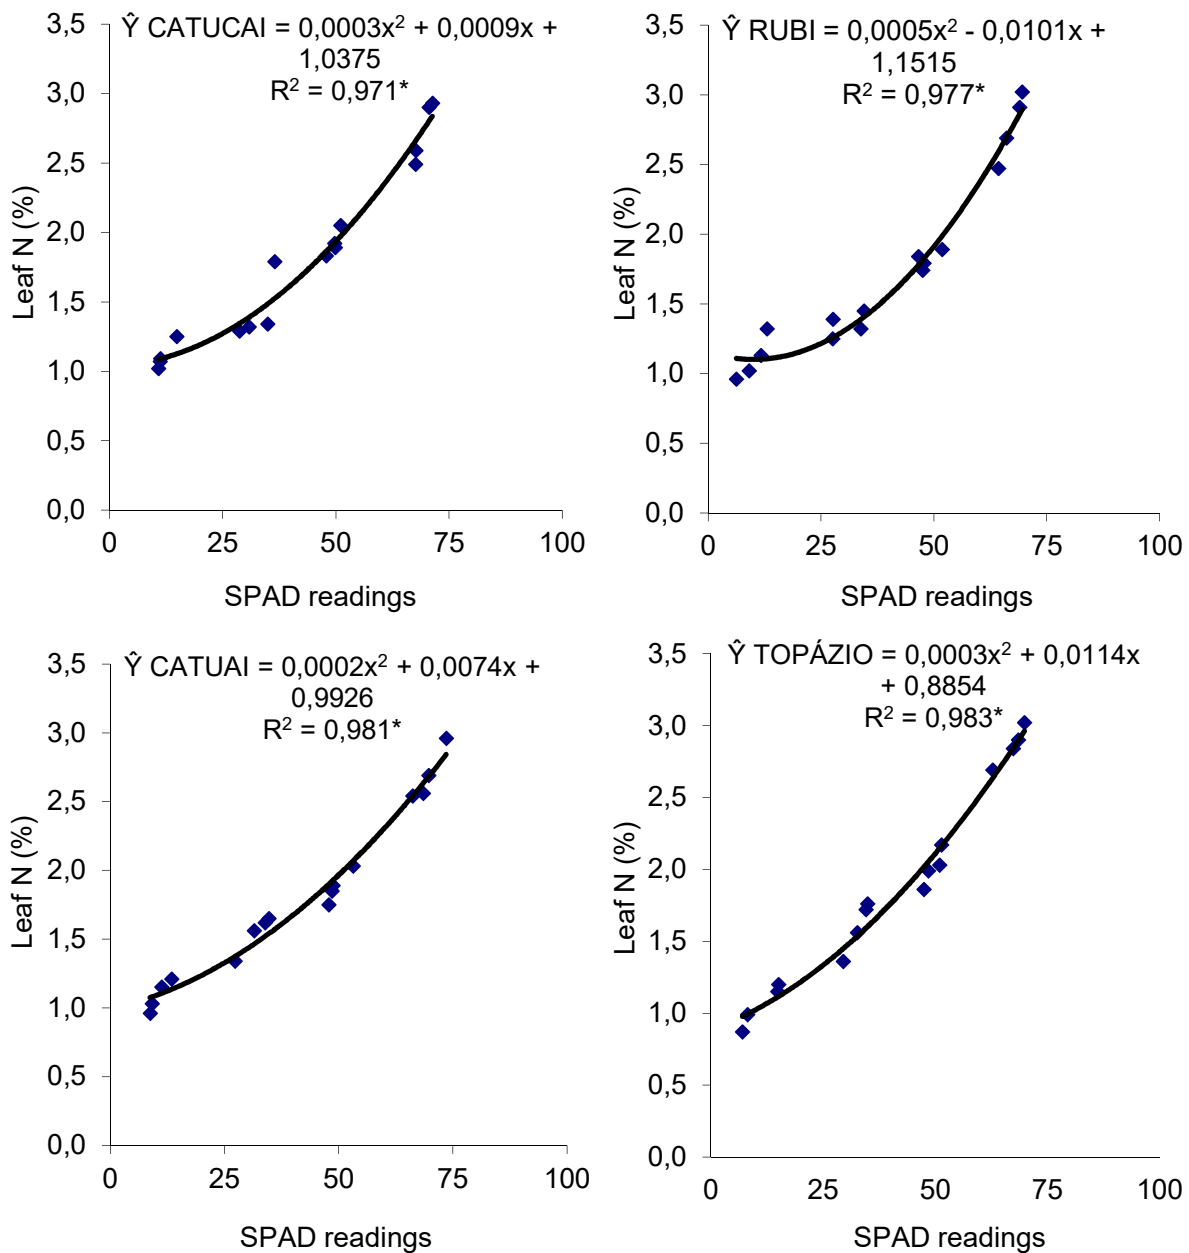 Ŷ CATUCAI = 0,0003x² + 0,0009x +
1,0375
R² = 0,971*
3,5
3,0
2,5
2,0
1,5
1,0
0,5
0,0
Leaf N (%)
0 25 50 75 100
SPAD readings
Ŷ RUBI = 0,0005x² - 0,0101x +
1,1515
R² = 0,977*
3,5
3,0
2,5
2,0
1,5
1,0
0,5
0,0
Leaf N (%)
0 25 50 75 100
SPAD readings
Ŷ CATUAI = 0,0002x² + 0,0074x +
0,9926
R² = 0,981*
3,5
3,0
2,5
2,0
1,5
1,0
0,5
0,0
Leaf N (%)
0 25 50 75 100
SPAD readings
Ŷ TOPÁZIO = 0,0003x² + 0,0114x
+ 0,8854
R² = 0,983*
3,5
3,0
2,5
2,0
1,5
1,0
0,5
0,0
Leaf N (%)
0 25 50 75 100
SPAD readings